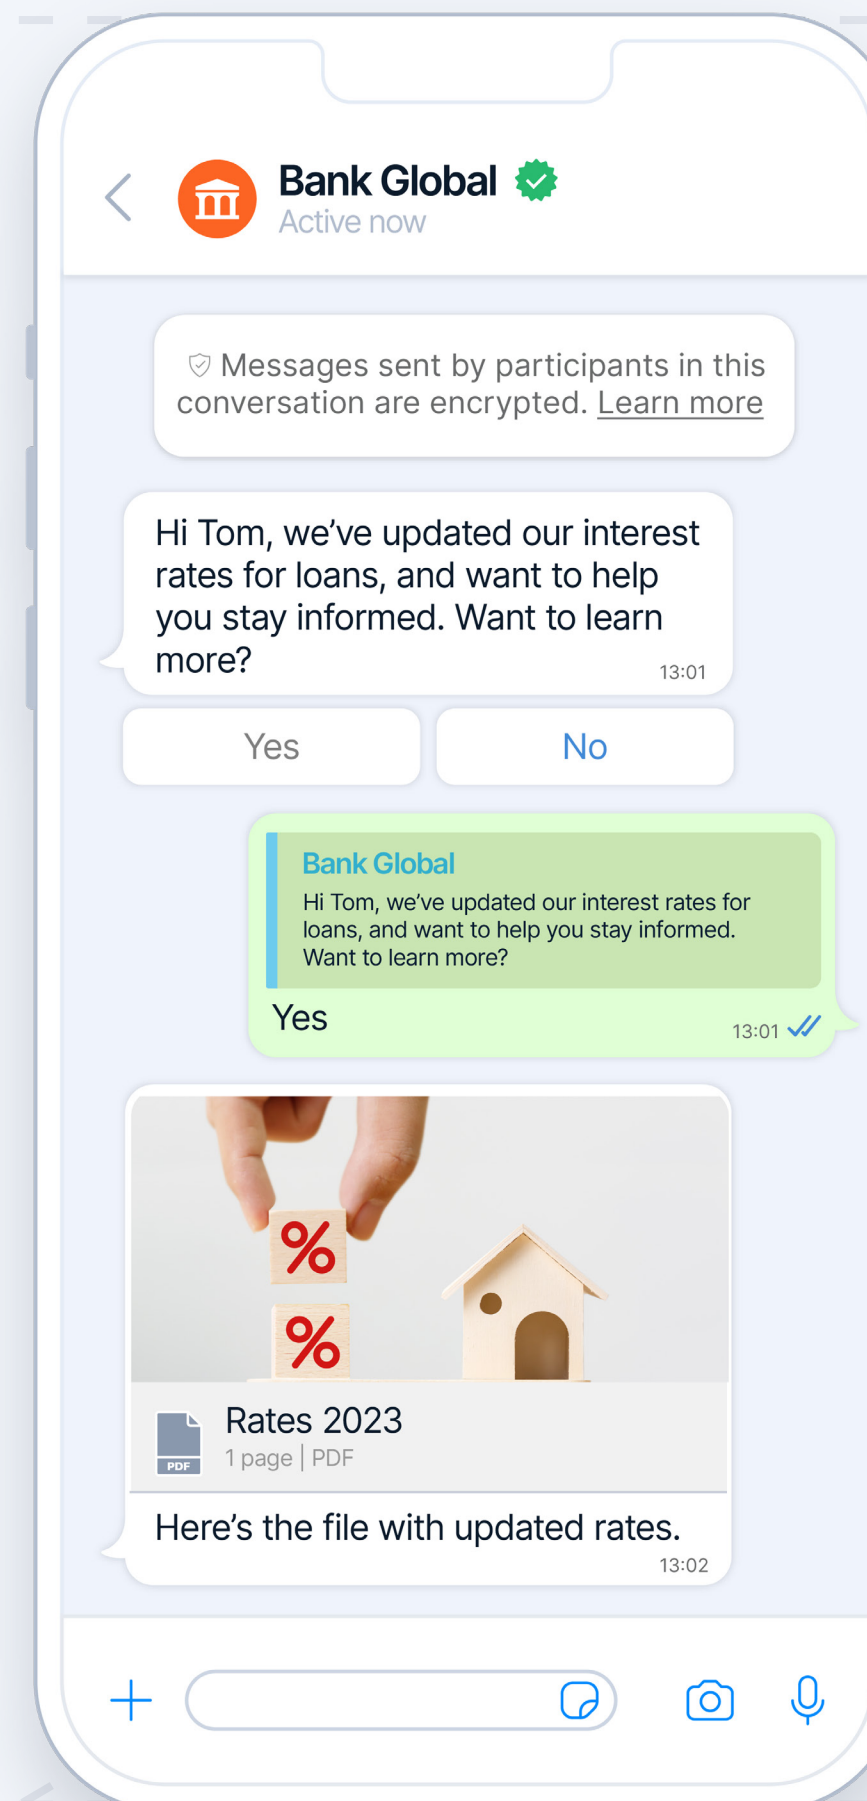 Bank Global
Active now
Messages sent by participants in this
conversation are encrypted. Learn more
Hi Tom, we’ve updated our interest
rates for loans, and want to help
you stay informed. Want to learn
more?
13:01
Yes
No
Bank Global
Hi Tom, we’ve updated our interest rates for
loans, and want to help you stay informed.
Want to learn more?
Yes
13:01
%
%
Rates 2023
PDF
1 page | PDF
Here’s the file with updated rates.
13:02